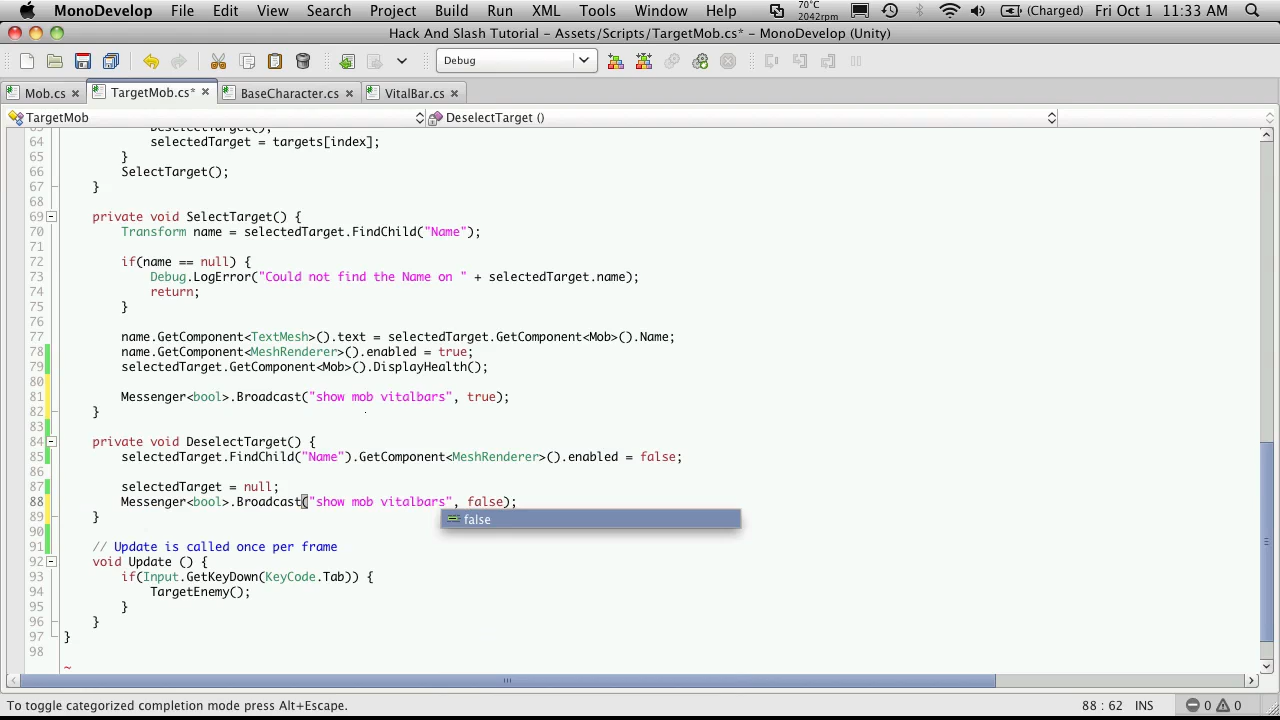 MonoDevelop File Edit View Search Project Build Run XML Tools Window Help 70°C 2042rpm (Charged) Fri Oct 1 11:33 AM
Hack And Slash Tutorial - Assets/Scripts/TargetMob.cs* - MonoDevelop (Unity)
Debug
Mob.cs × TargetMob.cs* × BaseCharacter.cs × VitalBar.cs ×
TargetMob DeselectTarget ()
63 DeselectTarget();
64 selectedTarget = targets[index];
65 }
66 SelectTarget();
67 }
68
69 private void SelectTarget() {
70 Transform name = selectedTarget.FindChild("Name");
71
72 if(name == null) {
73 Debug.LogError("Could not find the Name on " + selectedTarget.name);
74 return;
75 }
76
77 name.GetComponent<TextMesh>().text = selectedTarget.GetComponent<Mob>().Name;
78 name.GetComponent<MeshRenderer>().enabled = true;
79 selectedTarget.GetComponent<Mob>().DisplayHealth();
80
81 Messenger<bool>.Broadcast("show mob vitalbars", true);
82 }
83
84 private void DeselectTarget() {
85 selectedTarget.FindChild("Name").GetComponent<MeshRenderer>().enabled = false;
86
87 selectedTarget = null;
88 Messenger<bool>.Broadcast("show mob vitalbars", false);
89 }
false
90
91 // Update is called once per frame
92 void Update () {
93 if(Input.GetKeyDown(KeyCode.Tab)) {
94 TargetEnemy();
95 }
96 }
97 }
98
~
To toggle categorized completion mode press Alt+Escape. 88 : 62 INS 0 0